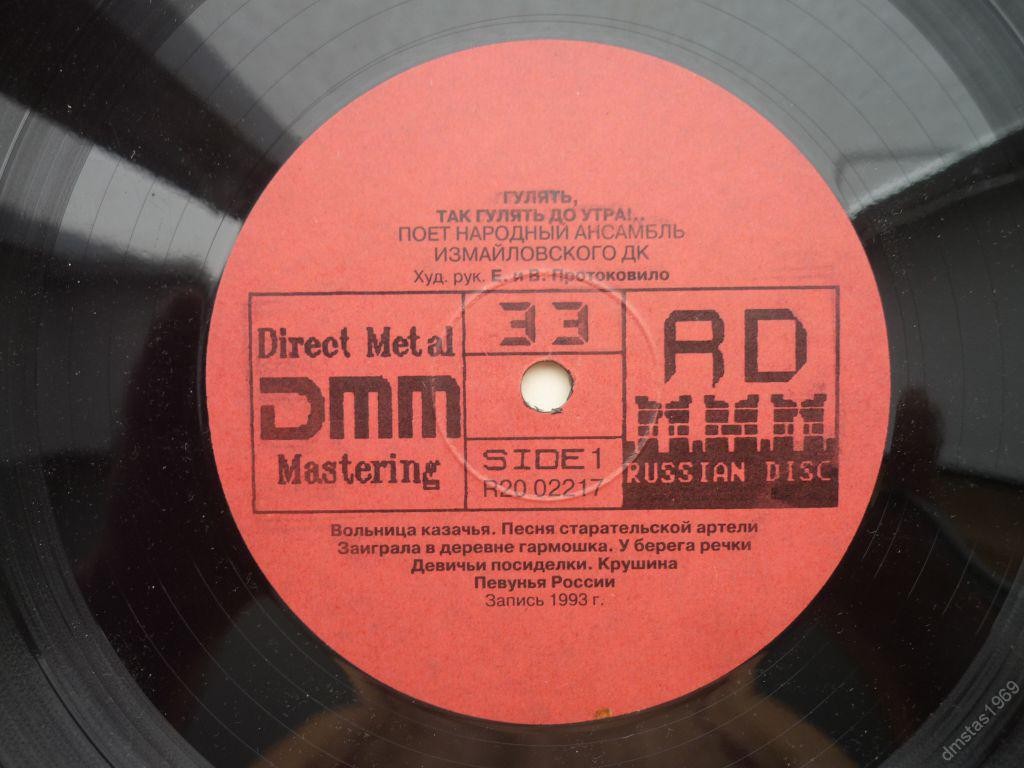 ГУЛЯТЬ,
ТАК ГУЛЯТЬ ДО УТРА!..
ПОЕТ НАРОДНЫЙ АНСАМБЛЬ
ИЗМАЙЛОВСКОГО ДК
Худ. рук. Е. и В. Протоковило
Direct Metal
DMM
Mastering
33
SIDE 1
R20 02217
RD
RUSSIAN DISC
Вольница казачья. Песня старательской артели
Заиграла в деревне гармошка. У берега речки
Девичьи посиделки. Крушина
Певунья России
Запись 1993 г.
dmstas1969